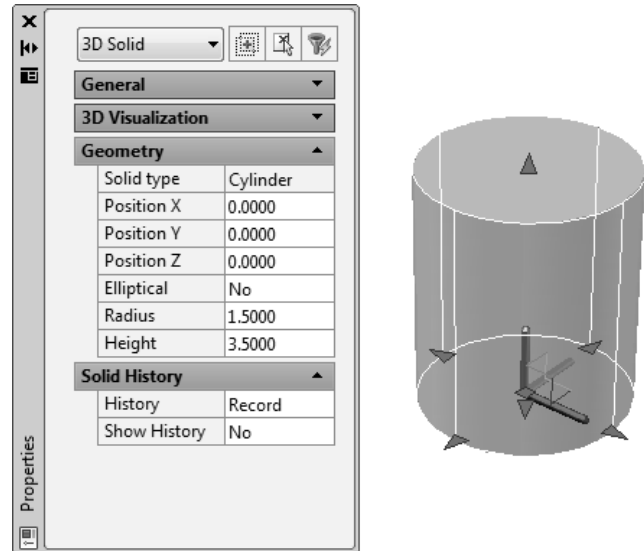 3D Solid
General
3D Visualization
Geometry
Solid type Cylinder
Position X 0.0000
Position Y 0.0000
Position Z 0.0000
Elliptical No
Radius 1.5000
Height 3.5000
Solid History
History Record
Show History No
Properties